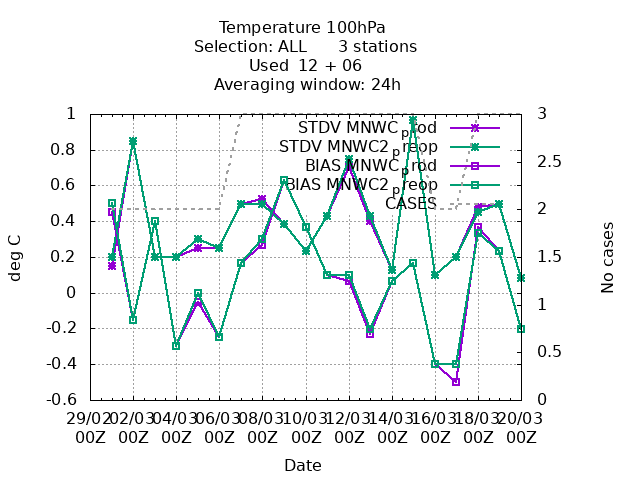 Temperature 100hPa
Selection: ALL 3 stations
Used 12 + 06
Averaging window: 24h
STDV MNWC_prod
STDV MNWC2_preop
BIAS MNWC_prod
BIAS MNWC2_preop
CASES
1
0.8
0.6
0.4
0.2
0
-0.2
-0.4
-0.6
deg C
3
2.5
2
1.5
1
0.5
0
No cases
29/02 02/03 04/03 06/03 08/03 10/03 12/03 14/03 16/03 18/03 20/03
00Z 00Z 00Z 00Z 00Z 00Z 00Z 00Z 00Z 00Z 00Z
Date